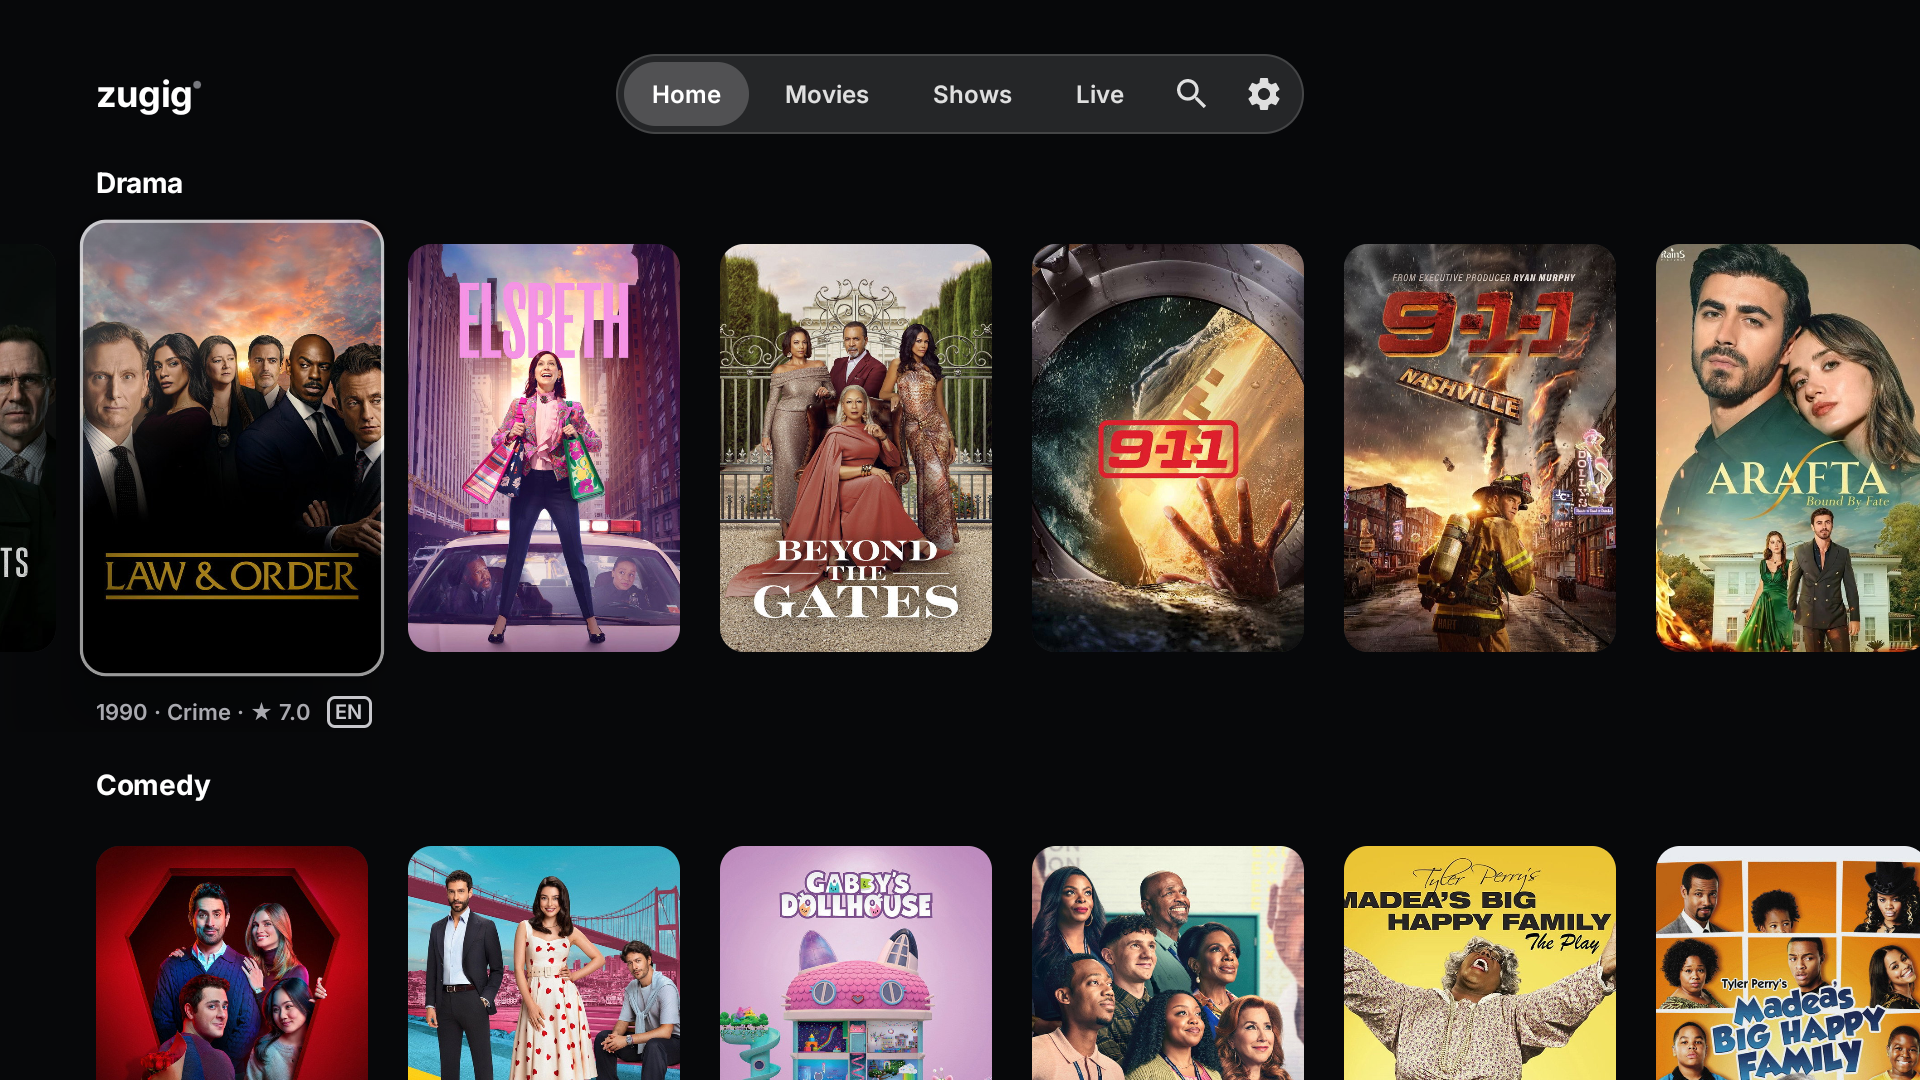 zugig
Home
Movies
Shows
Live
Drama
TS
LAW & ORDER
ELSBETH
BEYOND
THE
GATES
9-1-1
FROM EXECUTIVE PRODUCER RYAN MURPHY
9-1-1
NASHVILLE
CAFE
ARAFTA
Bound By Fate
1990 · Crime · ★ 7.0 EN
Comedy
GABBY'S
DOLLHOUSE
Tyler Perry's
MADEA'S BIG
HAPPY FAMILY
The Play
Tyler Perry's
Madea's
BIG HAPPY
FAMILY